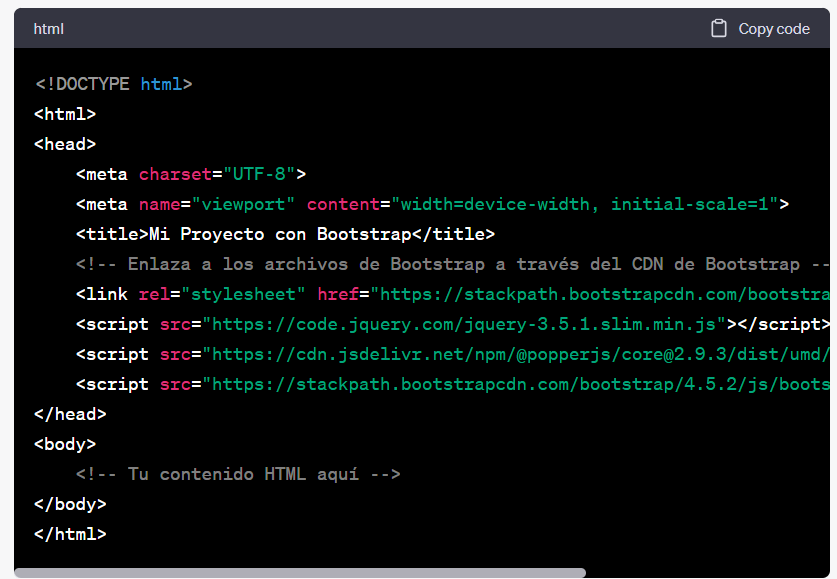 html
Copy code
<!DOCTYPE html>
<html>
<head>
<meta charset="UTF-8">
<meta name="viewport" content="width=device-width, initial-scale=1">
<title>Mi Proyecto con Bootstrap</title>
<!-- Enlaza a los archivos de Bootstrap a través del CDN de Bootstrap --
<link rel="stylesheet" href="https://stackpath.bootstrapcdn.com/bootstra
<script src="https://code.jquery.com/jquery-3.5.1.slim.min.js"></script>
<script src="https://cdn.jsdelivr.net/npm/@popperjs/core@2.9.3/dist/umd/
<script src="https://stackpath.bootstrapcdn.com/bootstrap/4.5.2/js/boots
</head>
<body>
<!-- Tu contenido HTML aquí -->
</body>
</html>